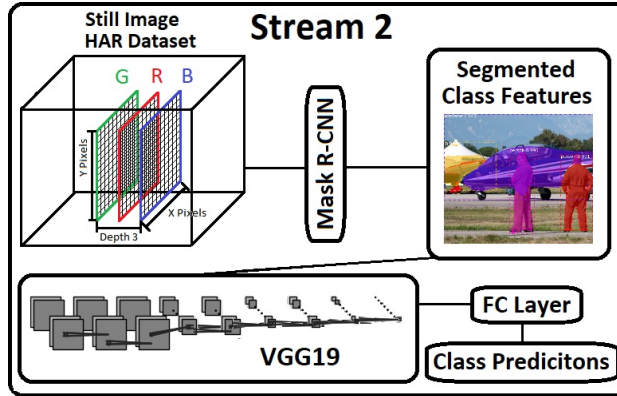 Stream 2
Still Image
HAR Dataset
G R B
Y Pixels
X Pixels
Depth 3
Mask R-CNN
Segmented
Class Features
VGG19
FC Layer
Class Predicitons